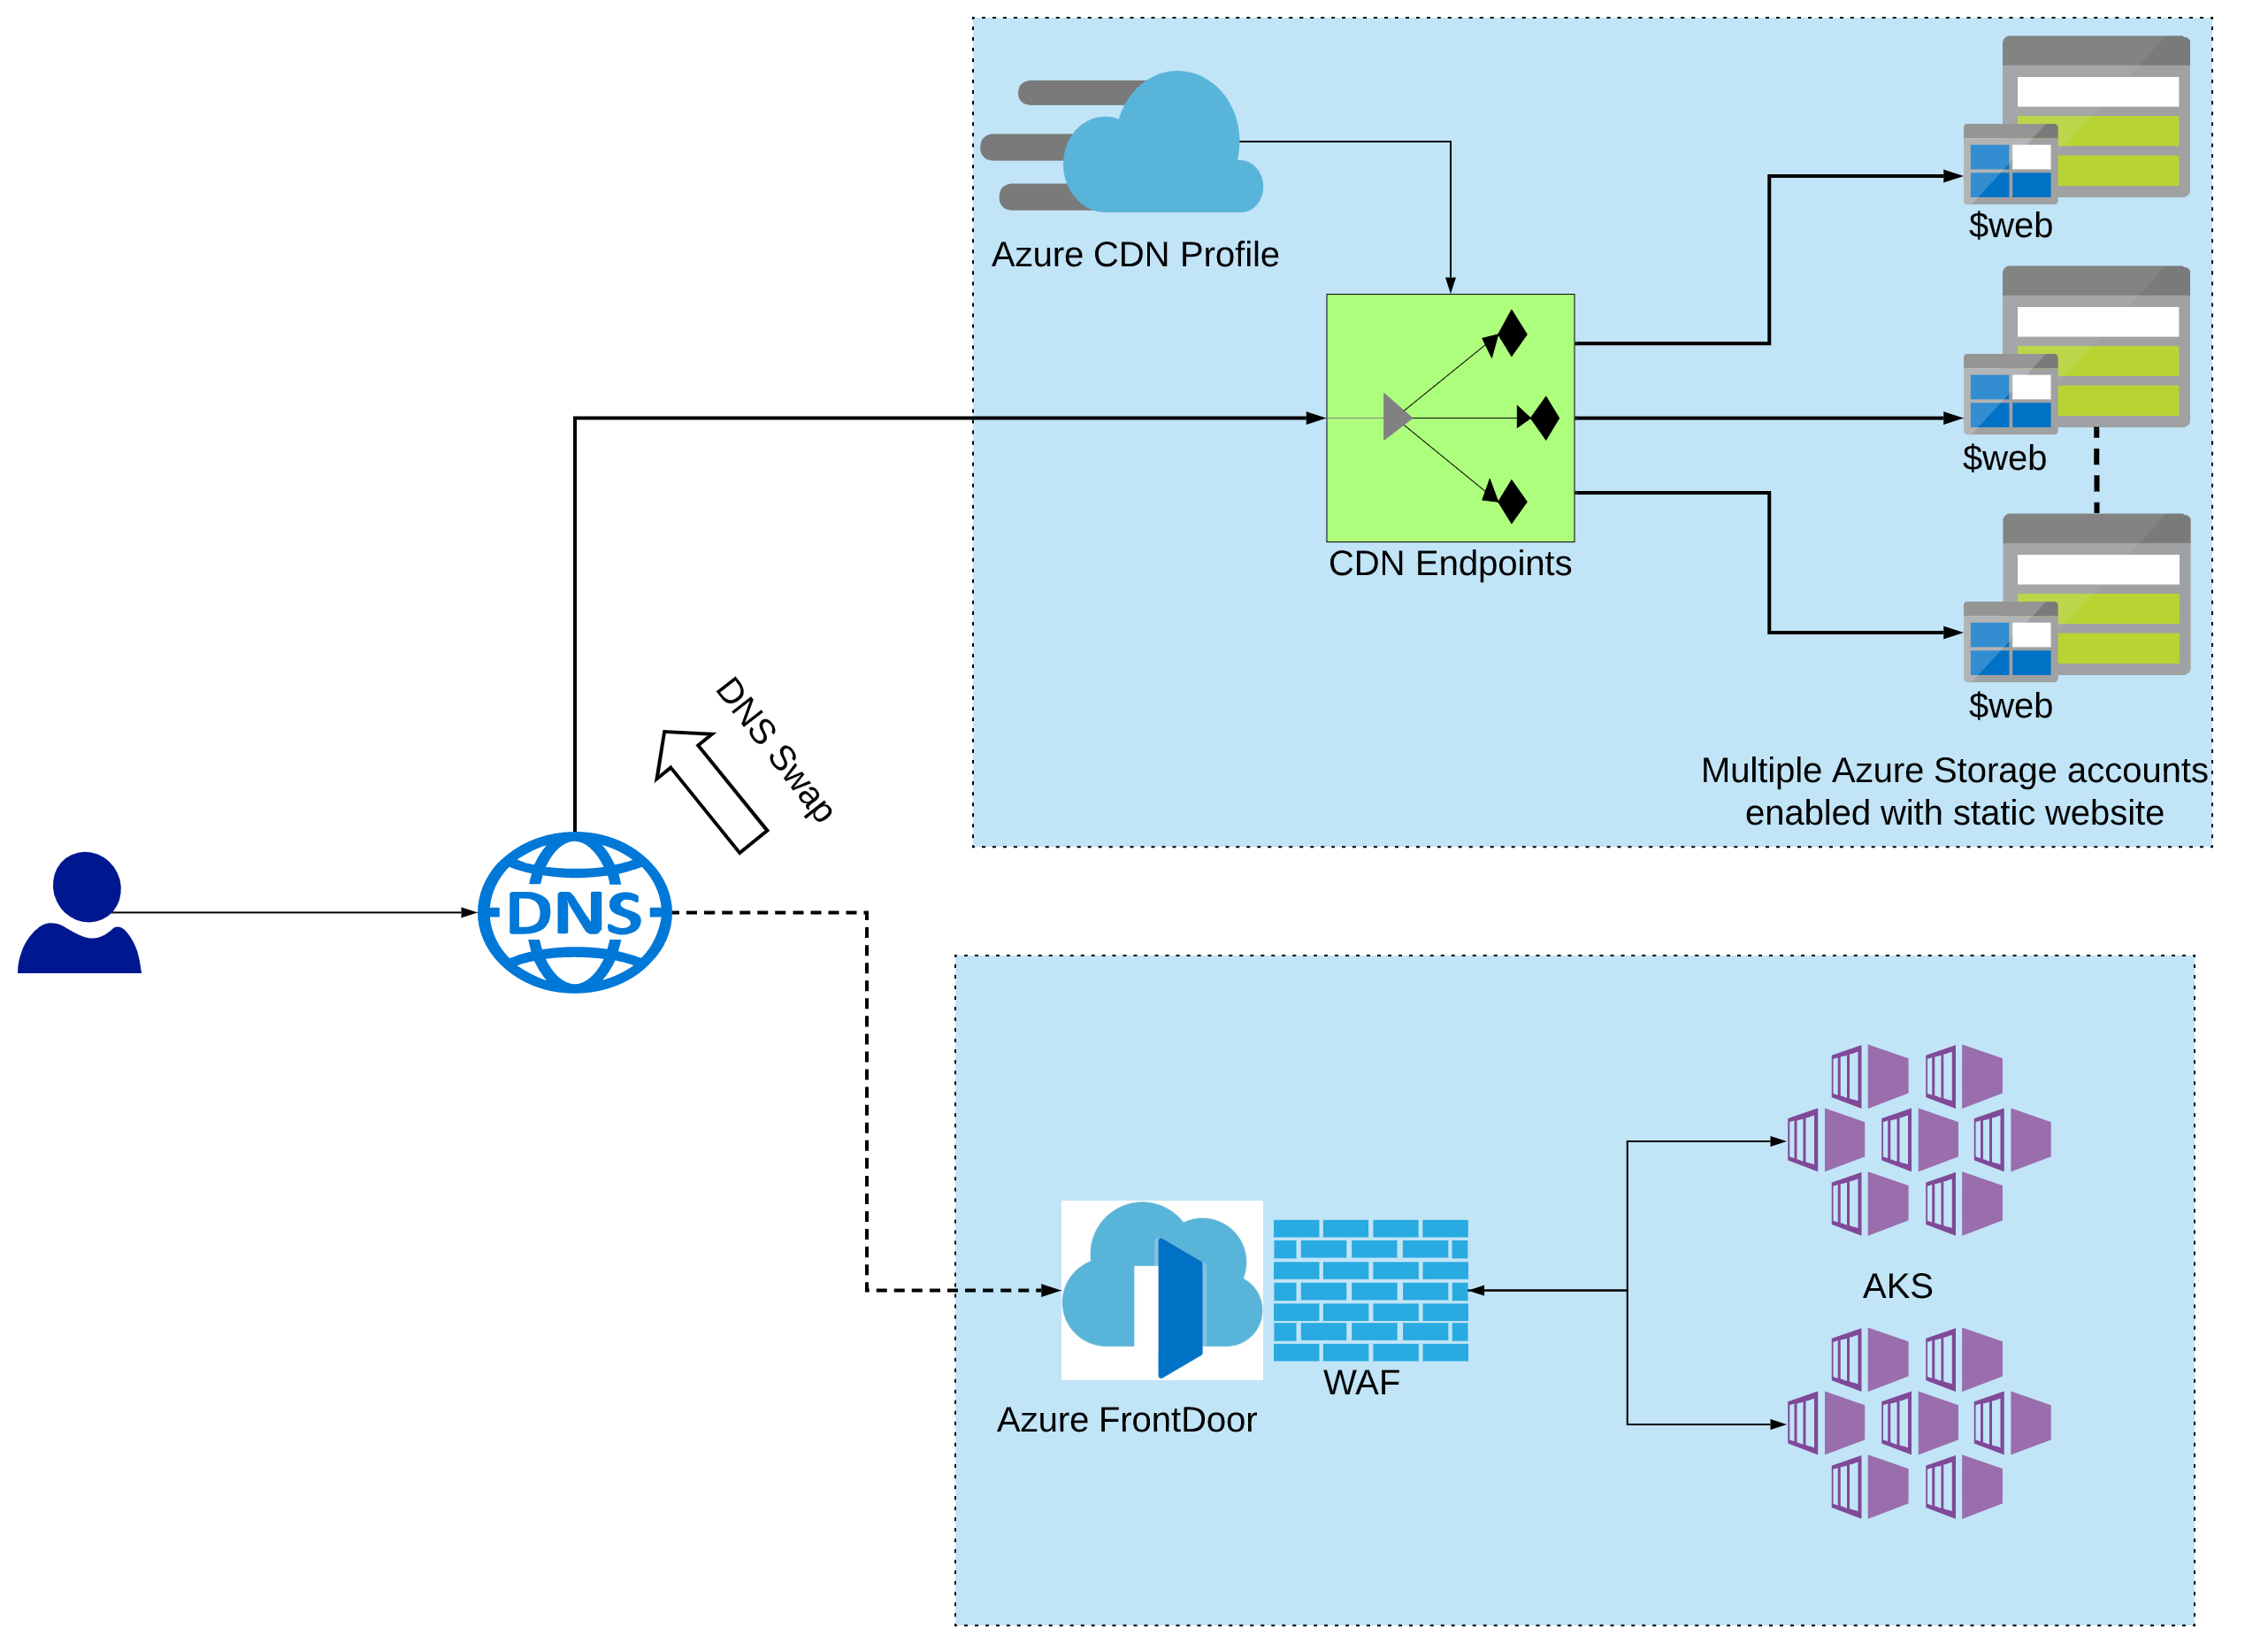 Azure CDN Profile
$web
$web
CDN Endpoints
$web
Multiple Azure Storage accounts
enabled with static website
DNS Swap
DNS
AKS
WAF
Azure FrontDoor